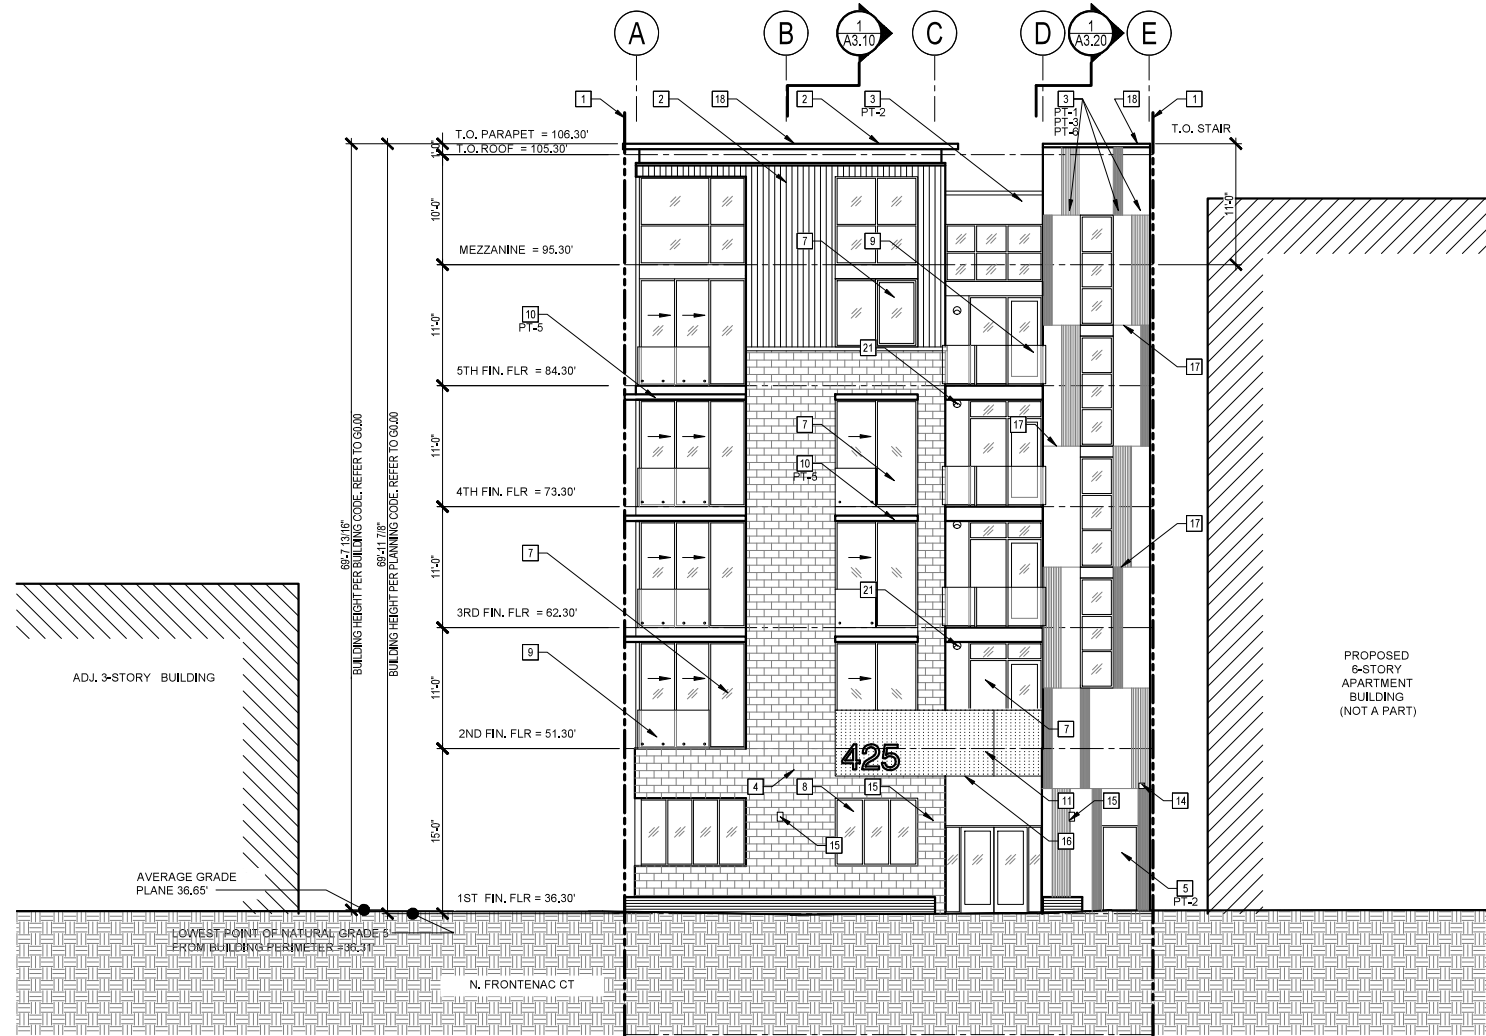 A
B
1
A3.10
C
D
1
A3.20
E
1
2
18
2
3
PT-2
3
PT-1
PT-3
PT-6
18
1
T.O. PARAPET = 106.30'
T.O. ROOF = 105.30'
T.O. STAIR
1'-0"
10'-0"
11'-0"
MEZZANINE = 95.30'
7
9
10
PT-5
11'-0"
21
17
5TH FIN. FLR = 84.30'
7
17
11'-0"
10
PT-5
4TH FIN. FLR = 73.30'
69'-7 13/16"
BUILDING HEIGHT PER BUILDING CODE. REFER TO G0.00
69'-11 7/8"
BUILDING HEIGHT PER PLANNING CODE. REFER TO G0.00
17
7
11'-0"
21
3RD FIN. FLR = 62.30'
9
ADJ. 3-STORY BUILDING
11'-0"
PROPOSED
6-STORY
APARTMENT
BUILDING
(NOT A PART)
2ND FIN. FLR = 51.30'
7
425
4
8
15
11
15
14
15'-0"
15
16
AVERAGE GRADE
PLANE 36.65'
5
PT-2
1ST FIN. FLR = 36.30'
LOWEST POINT OF NATURAL GRADE 5'
FROM BUILDING PERIMETER =36.31'
N. FRONTENAC CT